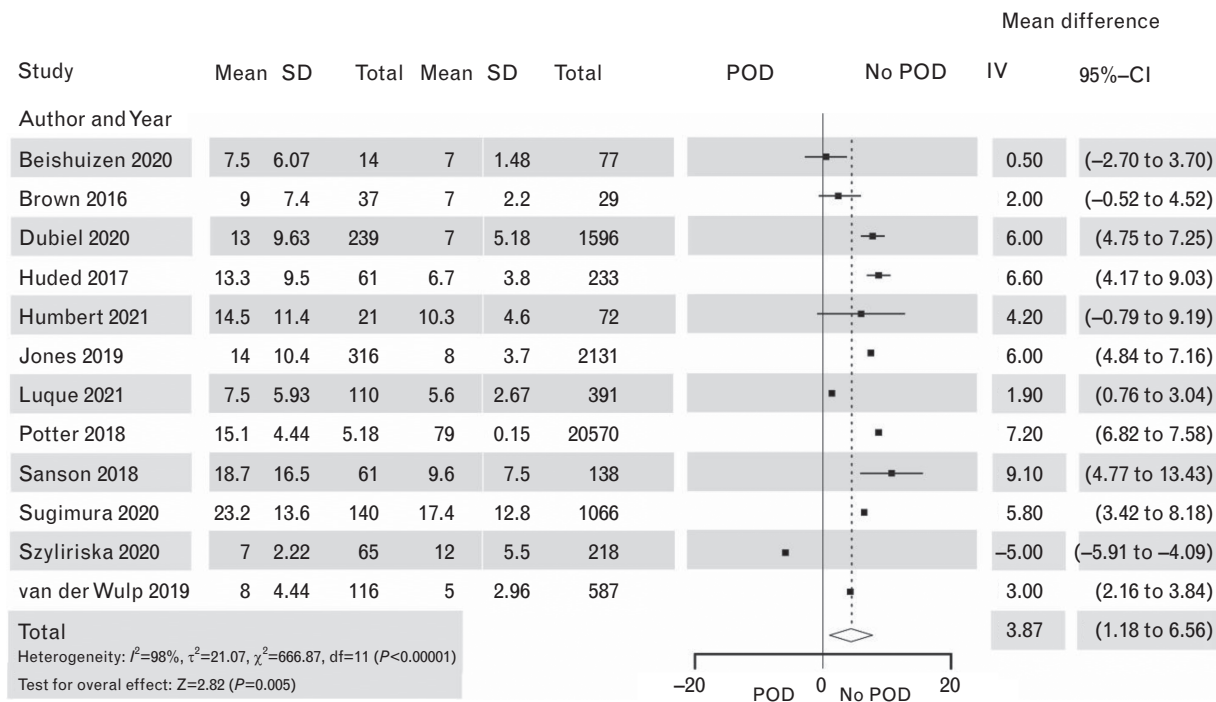 Mean difference
Study Mean SD Total Mean SD Total POD No POD IV 95%–CI
Author and Year
Beishuizen 2020 7.5 6.07 14 7 1.48 77 0.50 (–2.70 to 3.70)
Brown 2016 9 7.4 37 7 2.2 29 2.00 (–0.52 to 4.52)
Dubiel 2020 13 9.63 239 7 5.18 1596 6.00 (4.75 to 7.25)
Huded 2017 13.3 9.5 61 6.7 3.8 233 6.60 (4.17 to 9.03)
Humbert 2021 14.5 11.4 21 10.3 4.6 72 4.20 (–0.79 to 9.19)
Jones 2019 14 10.4 316 8 3.7 2131 6.00 (4.84 to 7.16)
Luque 2021 7.5 5.93 110 5.6 2.67 391 1.90 (0.76 to 3.04)
Potter 2018 15.1 4.44 5.18 79 0.15 20570 7.20 (6.82 to 7.58)
Sanson 2018 18.7 16.5 61 9.6 7.5 138 9.10 (4.77 to 13.43)
Sugimura 2020 23.2 13.6 140 17.4 12.8 1066 5.80 (3.42 to 8.18)
Szyliriska 2020 7 2.22 65 12 5.5 218 –5.00 (–5.91 to –4.09)
van der Wulp 2019 8 4.44 116 5 2.96 587 3.00 (2.16 to 3.84)
Total 3.87 (1.18 to 6.56)
Heterogeneity: I²=98%, τ²=21.07, χ²=666.87, df=11 (P<0.00001)
Test for overal effect: Z=2.82 (P=0.005)
–20 0 20
POD No POD